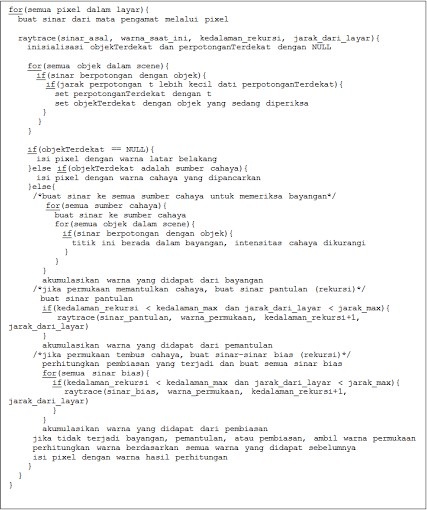 for(semua pixel dalam layar){
buat sinar dari mata pengamat melalui pixel
raytrace(sinar_asal, warna_saat_ini, kedalaman_rekursi, jarak_dari_layar){
inisialisasi objekTerdekat dan perpotonganTerdekat dengan NULL
for(semua objek dalam scene){
if(sinar berpotongan dengan objek){
if(jarak perpotongan t lebih kecil dati perpotonganTerdekat){
set perpotonganTerdekat dengan t
set objekTerdekat dengan objek yang sedang diperiksa
}
}
}
if(objekTerdekat == NULL){
isi pixel dengan warna latar belakang
}else if(objekTerdekat adalah sumber cahaya){
isi pixel dengan warna cahaya yang dipancarkan
}else{
/*buat sinar ke semua sumber cahaya untuk memeriksa bayangan*/
for(semua sumber cahaya){
buat sinar ke sumber cahaya
for(semua objek dalam scene){
if(sinar berpotongan dengan objek){
titik ini berada dalam bayangan, intensitas cahaya dikurangi
}
}
}
akumulasikan warna yang didapat dari bayangan
/*jika permukaan memantulkan cahaya, buat sinar pantulan (rekursi)*/
buat sinar pantulan
if(kedalaman_rekursi < kedalaman_max dan jarak_dari_layar < jarak_max){
raytrace(sinar_pantulan, warna_permukaan, kedalaman_rekursi+1,
jarak_dari_layar)
}
akumulasikan warna yang didapat dari pemantulan
/*jika permukaan tembus cahaya, buat sinar-sinar bias (rekursi)*/
perhitungkan pembiasan yang terjadi dan buat semua sinar bias
for(semua sinar bias){
if(kedalaman_rekursi < kedalaman_max dan jarak_dari_layar < jarak_max){
raytrace(sinar_bias, warna_permukaan, kedalaman_rekursi+1,
jarak_dari_layar)
}
}
akumulasikan warna yang didapat dari pembiasan
jika tidak terjadi bayangan, pemantulan, atau pembiasan, ambil warna permukaan
perhitungkan warna berdasarkan semua warna yang didapat sebelumnya
isi pixel dengan warna hasil perhitungan
}
}
}